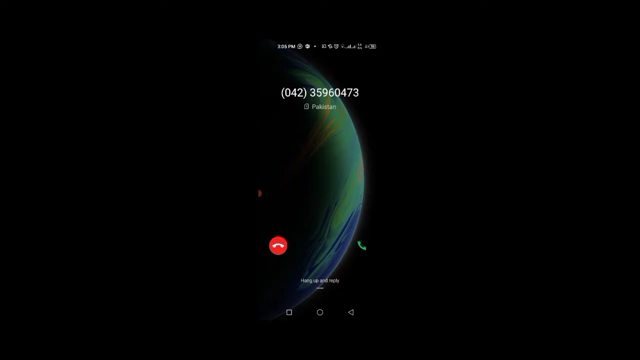 3:05 PM
(042) 35960473
Pakistan
Hang up and reply